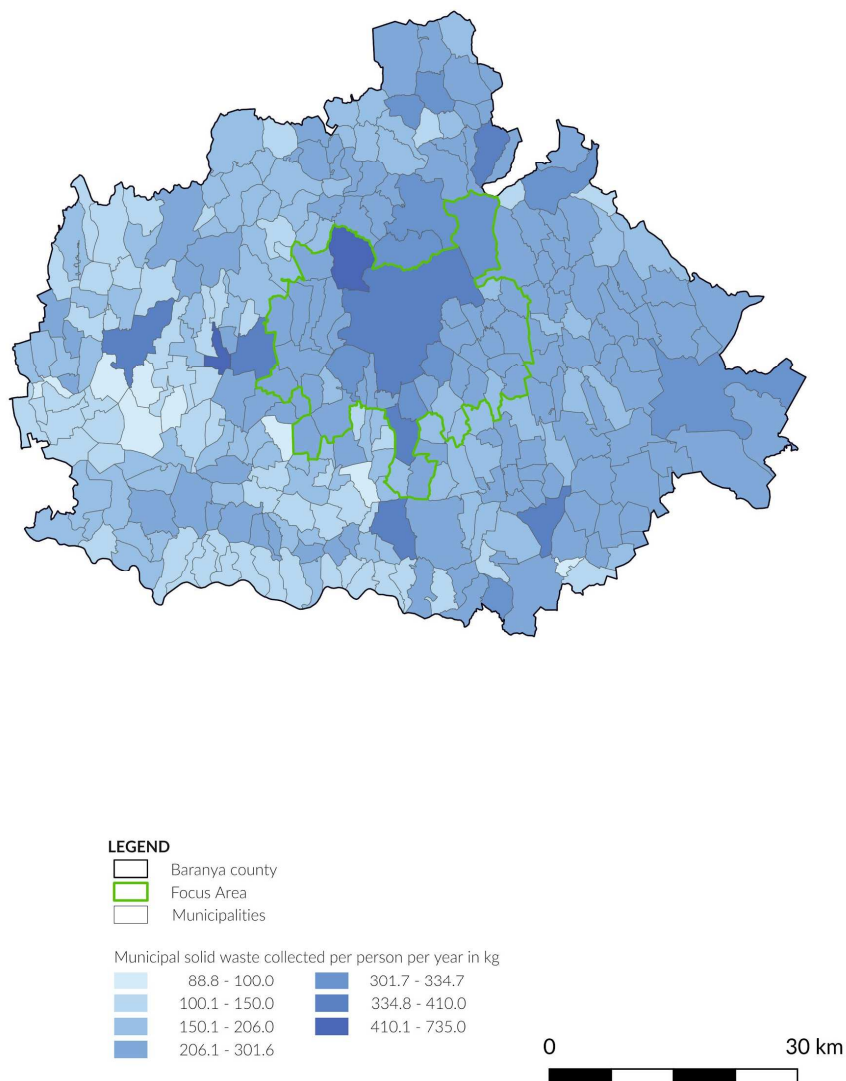 LEGEND
Baranya county
Focus Area
Municipalities
Municipal solid waste collected per person per year in kg
88.8 - 100.0
301.7 - 334.7
100.1 - 150.0
334.8 - 410.0
150.1 - 206.0
410.1 - 735.0
206.1 - 301.6
0
30 km